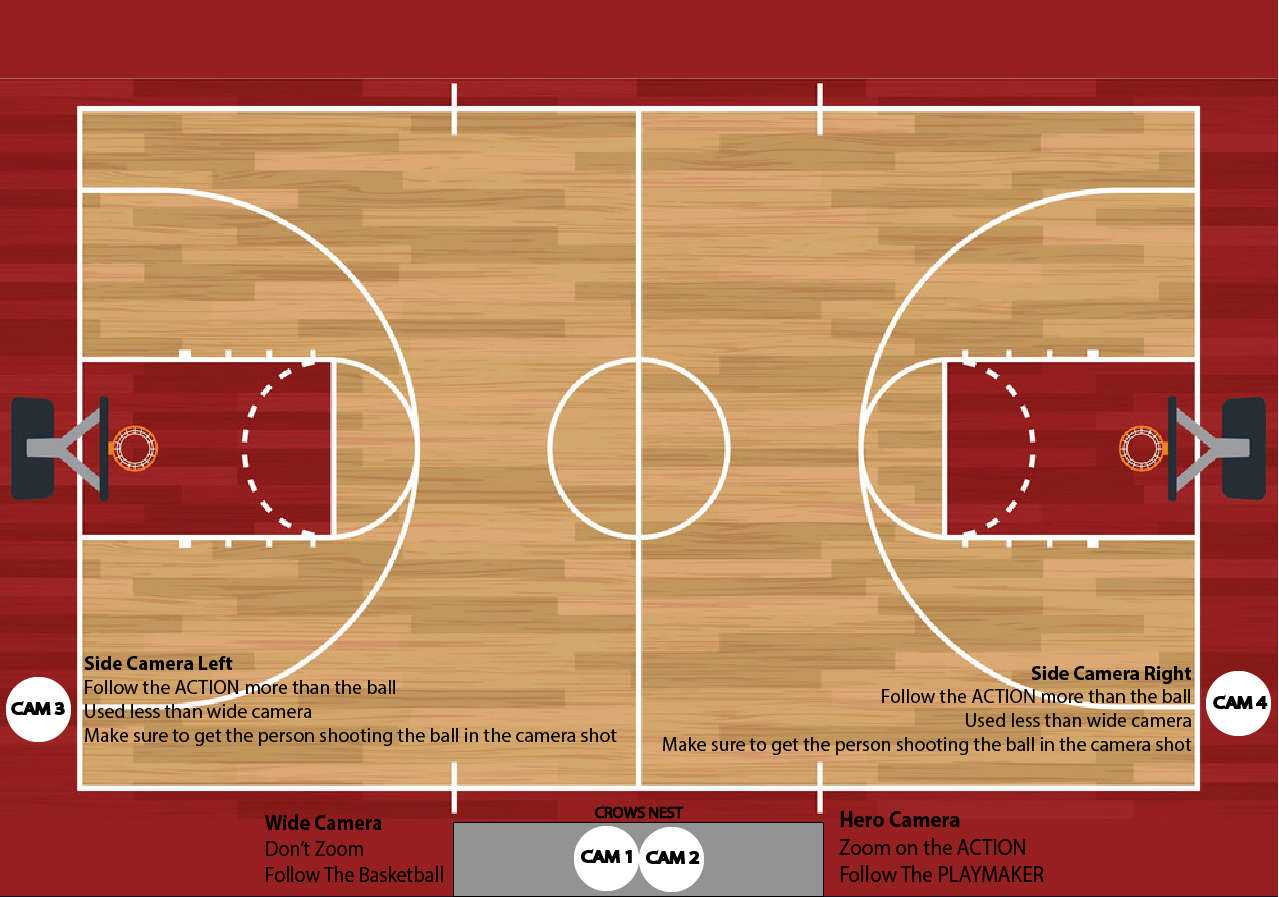 Side Camera Left
Follow the ACTION more than the ball
Used less than wide camera
Make sure to get the person shooting the ball in the camera shot
CAM 3
Side Camera Right
Follow the ACTION more than the ball
Used less than wide camera
Make sure to get the person shooting the ball in the camera shot
CAM 4
Wide Camera
Don't Zoom
Follow The Basketball
CROWS NEST
CAM 1
CAM 2
Hero Camera
Zoom on the ACTION
Follow The PLAYMAKER